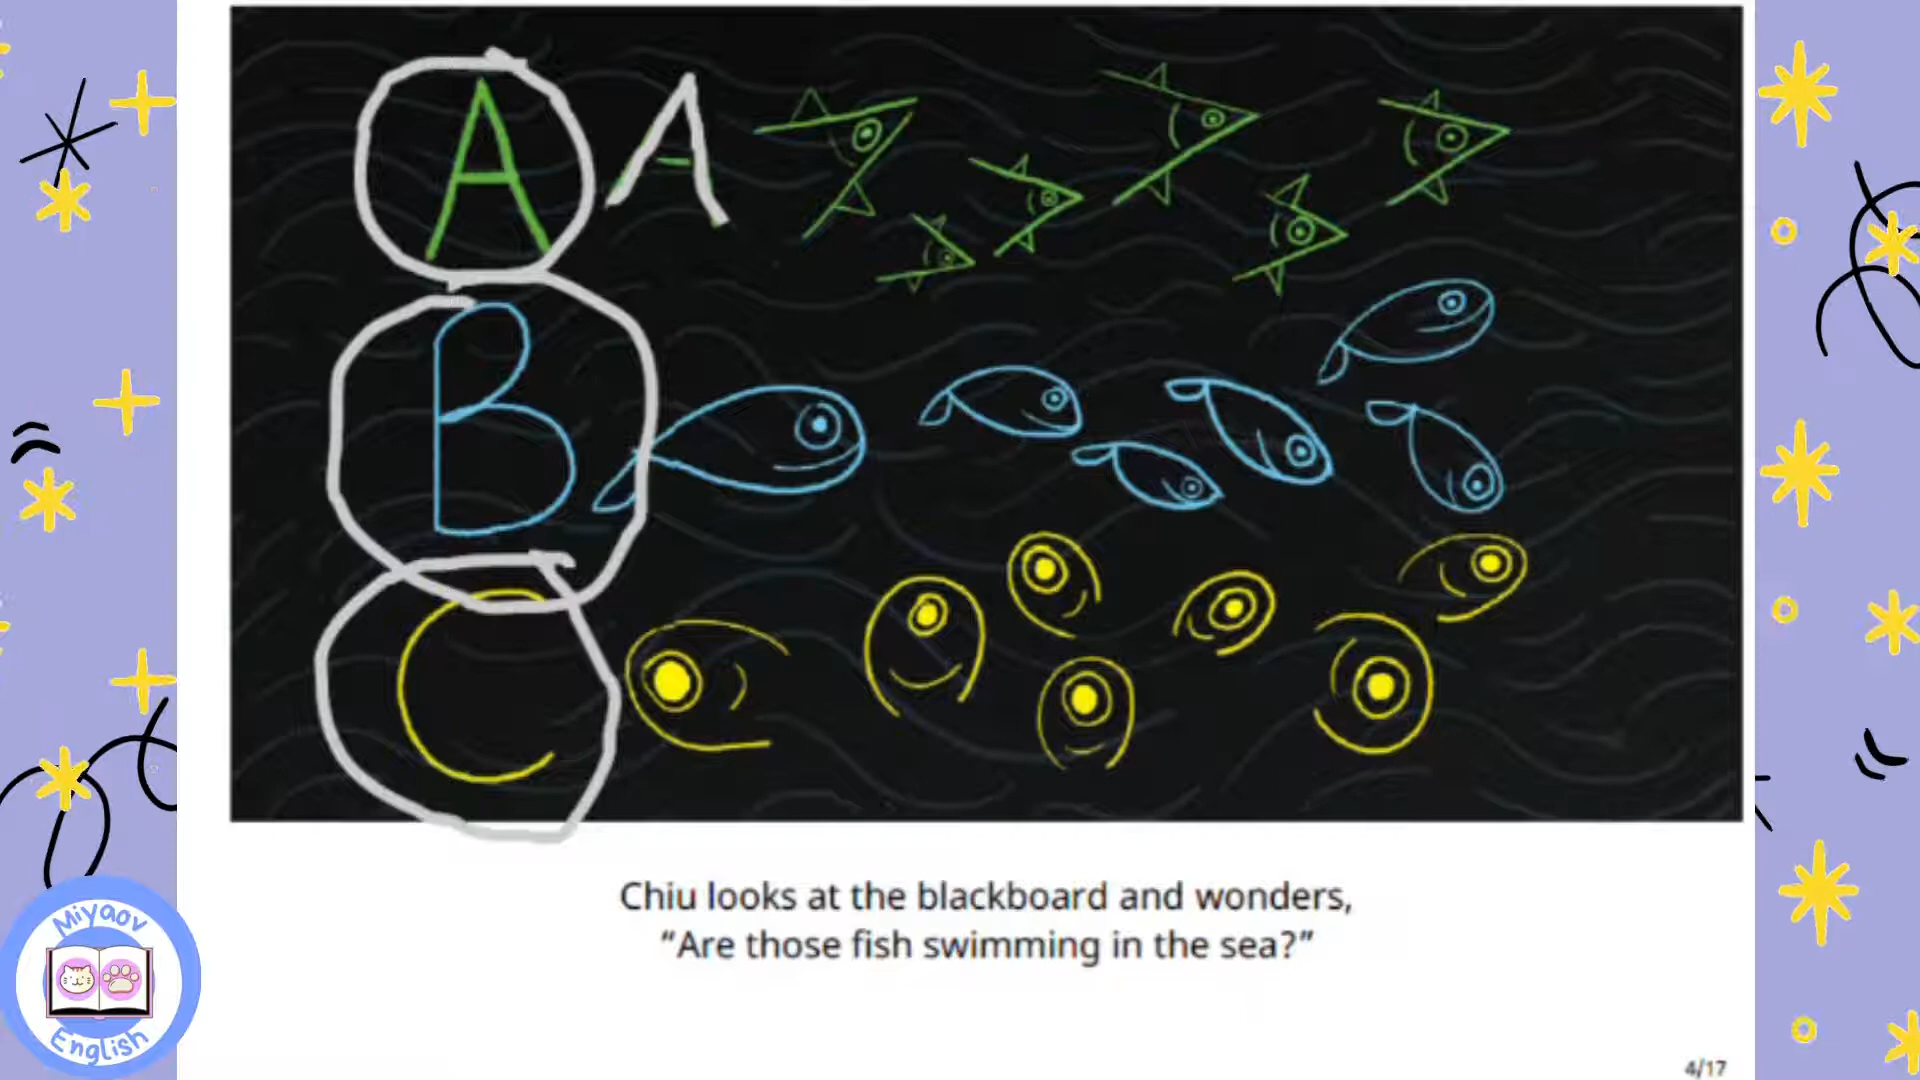 A A
B
C
Chiu looks at the blackboard and wonders,
“Are those fish swimming in the sea?”
Miyaov
English
4/17